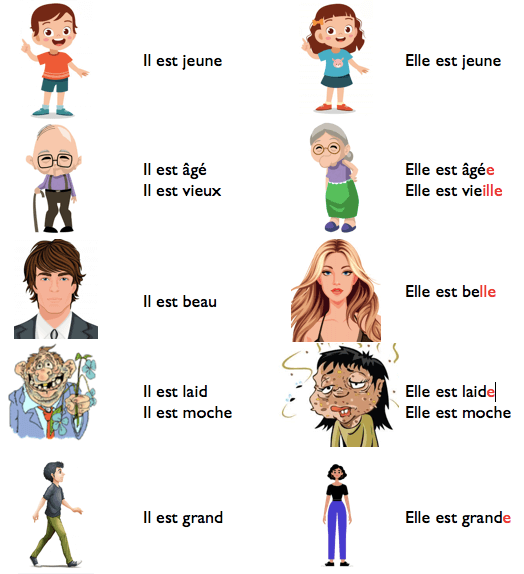 Il est jeune
Elle est jeune
Il est âgé
Elle est âgée
Il est vieux
Elle est vieille
Il est beau
Elle est belle
Il est laid
Elle est laide
Il est moche
Elle est moche
Il est grand
Elle est grande